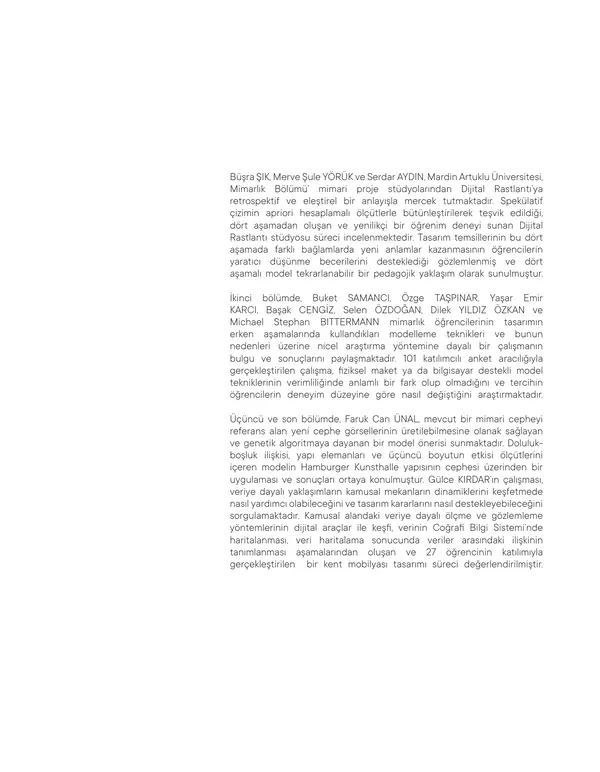 Büşra ŞIK, Merve Şule YÖRÜK ve Serdar AYDIN, Mardin Artuklu Üniversitesi,
Mimarlık Bölümü' mimari proje stüdyolarından Dijital Rastlantı'ya
retrospektif ve eleştirel bir anlayışla mercek tutmaktadır. Spekülatif
çizimin apriori hesaplamalı ölçütlerle bütünleştirilerek teşvik edildiği,
dört aşamadan oluşan ve yenilikçi bir öğrenim deneyi sunan Dijital
Rastlantı stüdyosu süreci incelenmektedir. Tasarım temsillerinin bu dört
aşamada farklı bağlamlarda yeni anlamlar kazanmasının öğrencilerin
yaratıcı düşünme becerilerini desteklediği gözlemlenmiş ve dört
aşamalı model tekrarlanabilir bir pedagojik yaklaşım olarak sunulmuştur.
İkinci bölümde, Buket SAMANCI, Özge TAŞPINAR, Yaşar Emir
KARCI, Başak CENGİZ, Selen ÖZDOĞAN, Dilek YILDIZ ÖZKAN ve
Michael Stephan BITTERMANN mimarlık öğrencilerinin tasarımın
erken aşamalarında kullandıkları modelleme teknikleri ve bunun
nedenleri üzerine nicel araştırma yöntemine dayalı bir çalışmanın
bulgu ve sonuçlarını paylaşmaktadır. 101 katılımcılı anket aracılığıyla
gerçekleştirilen çalışma, fiziksel maket ya da bilgisayar destekli model
tekniklerinin verimliliğinde anlamlı bir fark olup olmadığını ve tercihin
öğrencilerin deneyim düzeyine göre nasıl değiştiğini araştırmaktadır.
Üçüncü ve son bölümde, Faruk Can ÜNAL, mevcut bir mimari cepheyi
referans alan yeni cephe görsellerinin üretilebilmesine olanak sağlayan
ve genetik algoritmaya dayanan bir model önerisi sunmaktadır. Doluluk-
boşluk ilişkisi, yapı elemanları ve üçüncü boyutun etkisi ölçütlerini
içeren modelin Hamburger Kunsthalle yapısının cephesi üzerinden bir
uygulaması ve sonuçları ortaya konulmuştur. Gülce KIRDAR'ın çalışması,
veriye dayalı yaklaşımların kamusal mekanların dinamiklerini keşfetmede
nasıl yardımcı olabileceğini ve tasarım kararlarını nasıl destekleyebileceğini
sorgulamaktadır. Kamusal alandaki veriye dayalı ölçme ve gözlemleme
yöntemlerinin dijital araçlar ile keşfi, verinin Coğrafi Bilgi Sistemi'nde
haritalanması, veri haritalama sonucunda veriler arasındaki ilişkinin
tanımlanması aşamalarından oluşan ve 27 öğrencinin katılımıyla
gerçekleştirilen bir kent mobilyası tasarımı süreci değerlendirilmiştir.